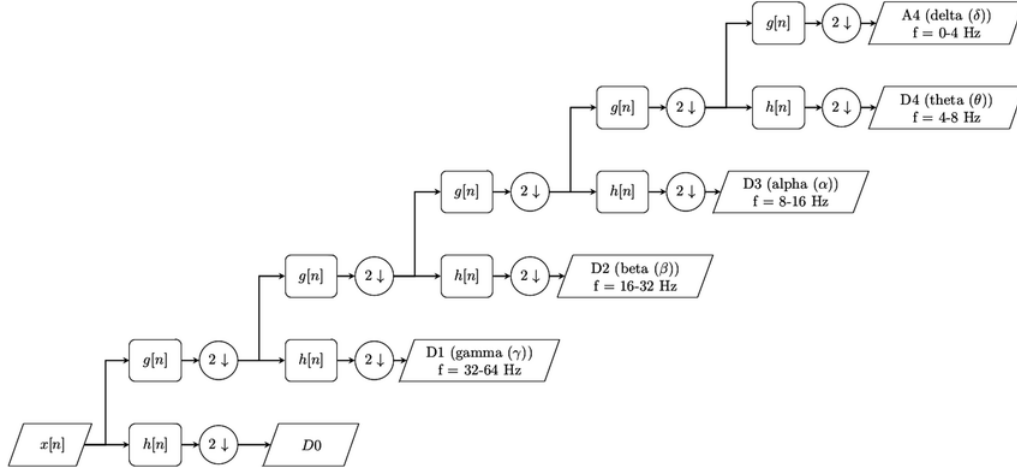 g[n]
2 ↓
A4 (delta (δ))
f = 0-4 Hz
g[n]
2 ↓
h[n]
2 ↓
D4 (theta (θ))
f = 4-8 Hz
g[n]
2 ↓
h[n]
2 ↓
D3 (alpha (α))
f = 8-16 Hz
g[n]
2 ↓
h[n]
2 ↓
D2 (beta (β))
f = 16-32 Hz
g[n]
2 ↓
h[n]
2 ↓
D1 (gamma (γ))
f = 32-64 Hz
x[n]
h[n]
2 ↓
D0